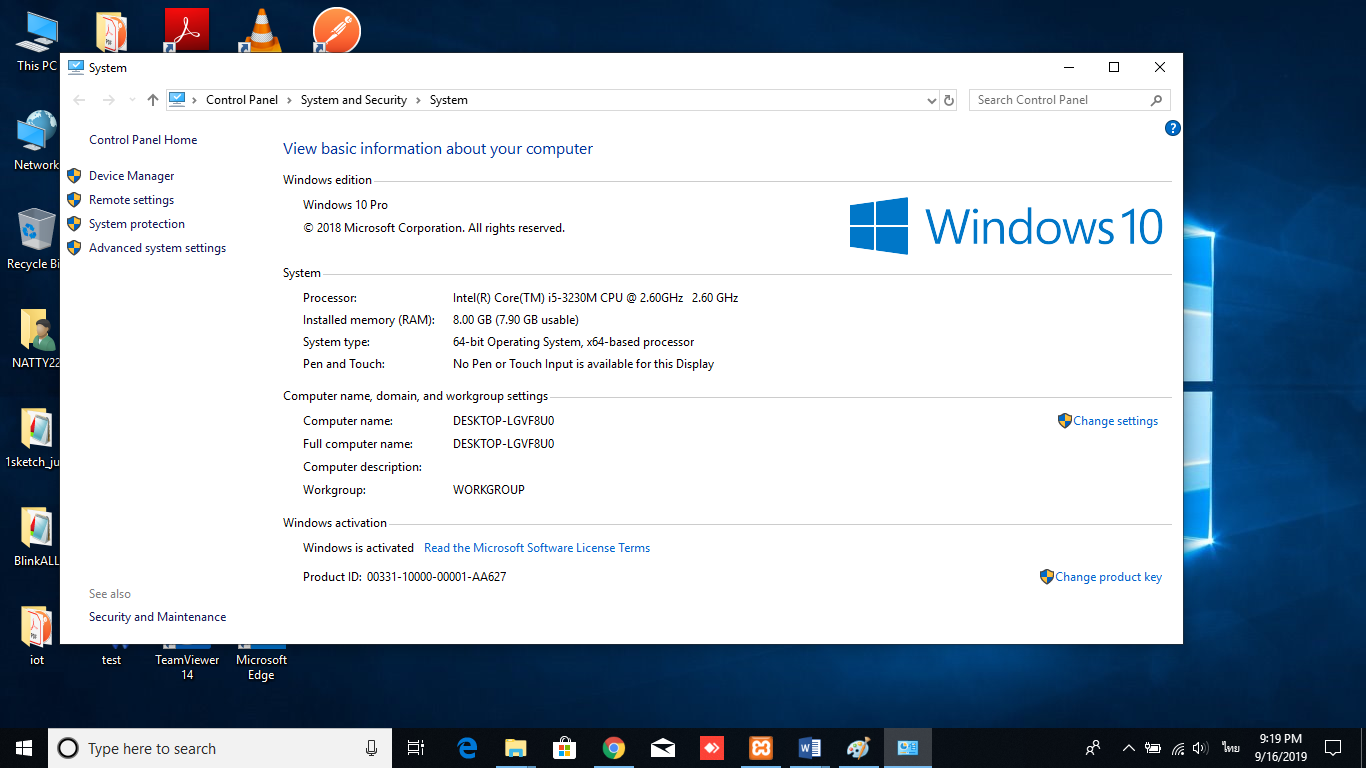 This PC
Network
Recycle Bi
NATTY22
1sketch_ju
BlinkALL
iot
test
TeamViewer
14
Microsoft
Edge
System
Control Panel
System and Security
System
Search Control Panel
Control Panel Home
Device Manager
Remote settings
System protection
Advanced system settings
See also
Security and Maintenance
View basic information about your computer
Windows edition
Windows 10 Pro
© 2018 Microsoft Corporation. All rights reserved.
Windows 10
System
Processor: Intel(R) Core(TM) i5-3230M CPU @ 2.60GHz 2.60 GHz
Installed memory (RAM): 8.00 GB (7.90 GB usable)
System type: 64-bit Operating System, x64-based processor
Pen and Touch: No Pen or Touch Input is available for this Display
Computer name, domain, and workgroup settings
Computer name: DESKTOP-LGVF8U0
Change settings
Full computer name: DESKTOP-LGVF8U0
Computer description:
Workgroup: WORKGROUP
Windows activation
Windows is activated Read the Microsoft Software License Terms
Product ID: 00331-10000-00001-AA627
Change product key
Type here to search
ไทย
9:19 PM
9/16/2019